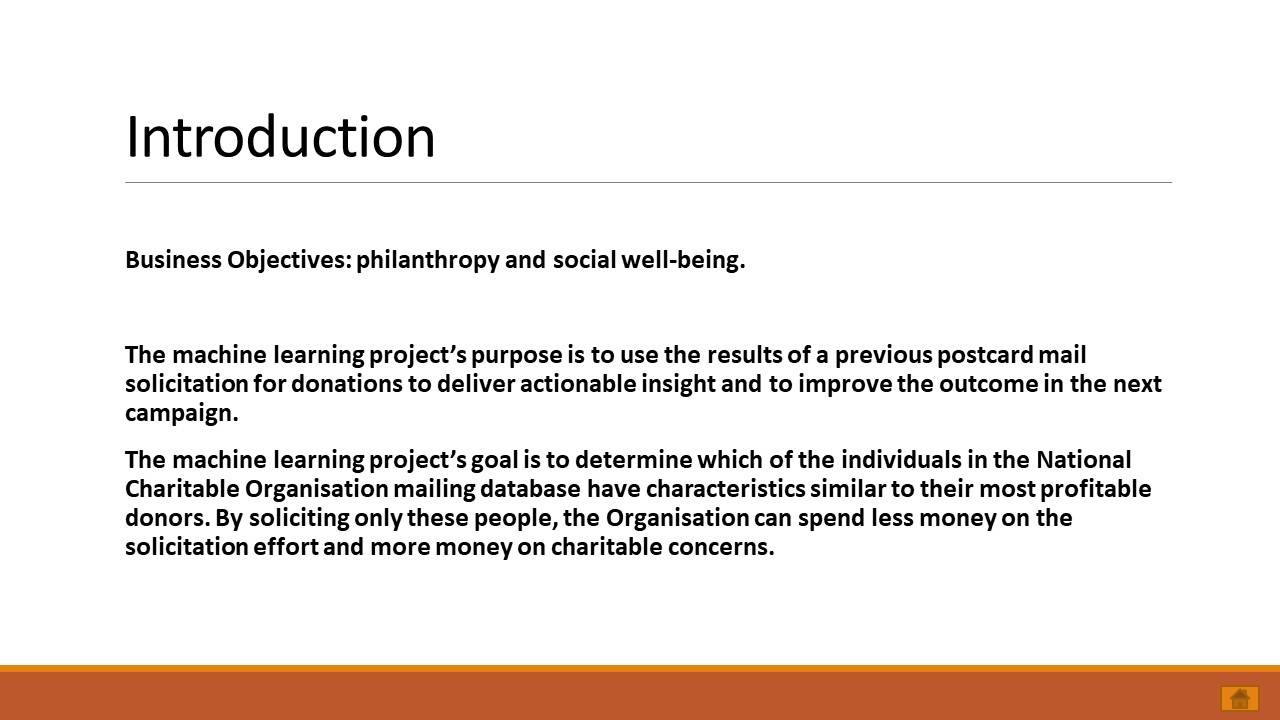 Introduction
Business Objectives: philanthropy and social well-being.
The machine learning project’s purpose is to use the results of a previous postcard mail
solicitation for donations to deliver actionable insight and to improve the outcome in the next
campaign.
The machine learning project’s goal is to determine which of the individuals in the National
Charitable Organisation mailing database have characteristics similar to their most profitable
donors. By soliciting only these people, the Organisation can spend less money on the
solicitation effort and more money on charitable concerns.